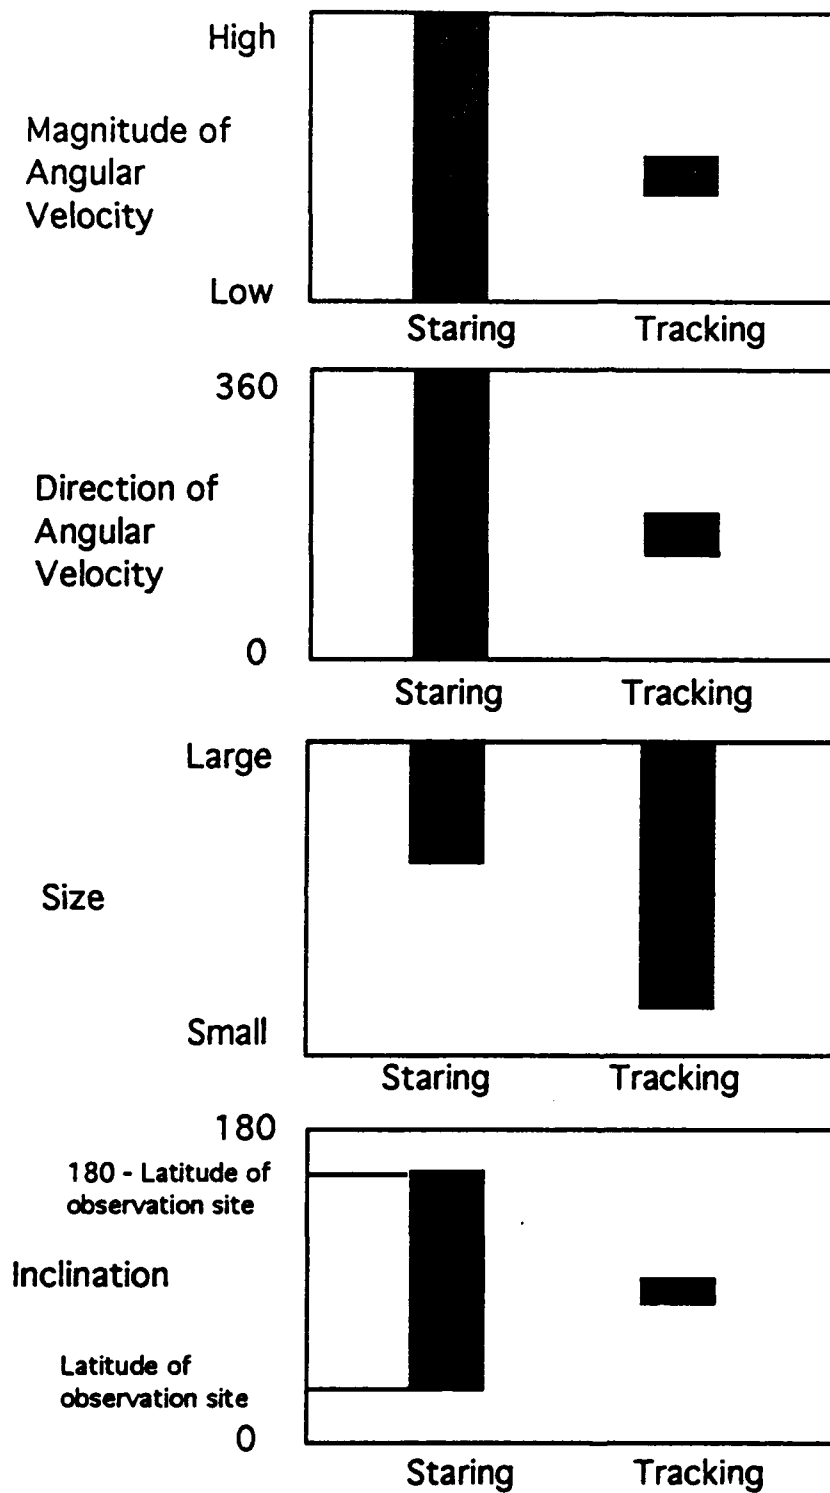 High
Magnitude of
Angular
Velocity
Low
Staring Tracking
360
Direction of
Angular
Velocity
0
Staring Tracking
Large
Size
Small
Staring Tracking
180
180 - Latitude of
observation site
Inclination
Latitude of
observation site
0
Staring Tracking